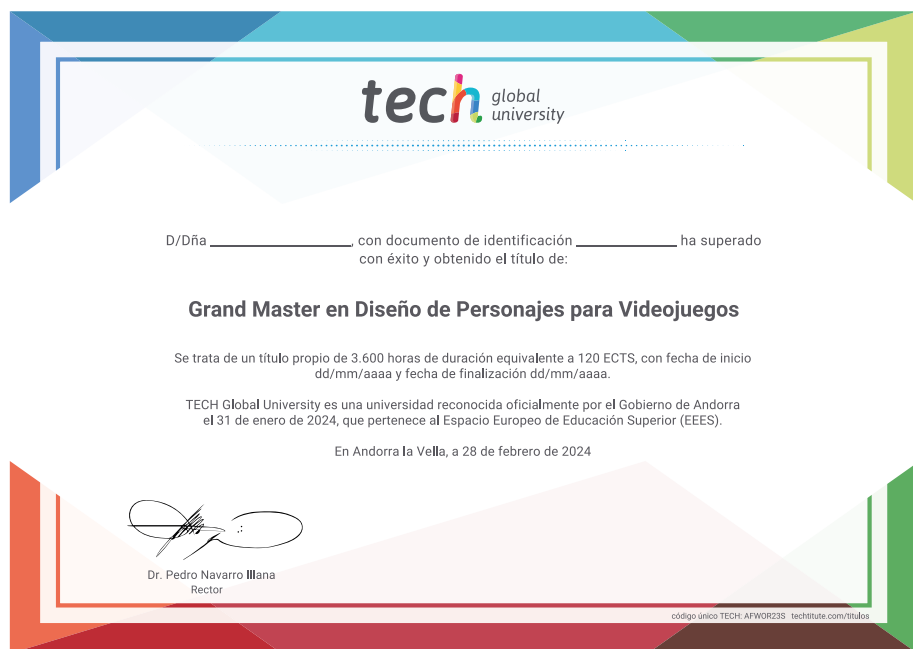 tech global
university
D/Dña ______________, con documento de identificación __________ ha superado
con éxito y obtenido el título de:
Grand Master en Diseño de Personajes para Videojuegos
Se trata de un título propio de 3.600 horas de duración equivalente a 120 ECTS, con fecha de inicio
dd/mm/aaaa y fecha de finalización dd/mm/aaaa.
TECH Global University es una universidad reconocida oficialmente por el Gobierno de Andorra
el 31 de enero de 2024, que pertenece al Espacio Europeo de Educación Superior (EEES).
En Andorra la Vella, a 28 de febrero de 2024
Dr. Pedro Navarro Illana
Rector
código único TECH: AFWOR23S techtitute.com/titulos